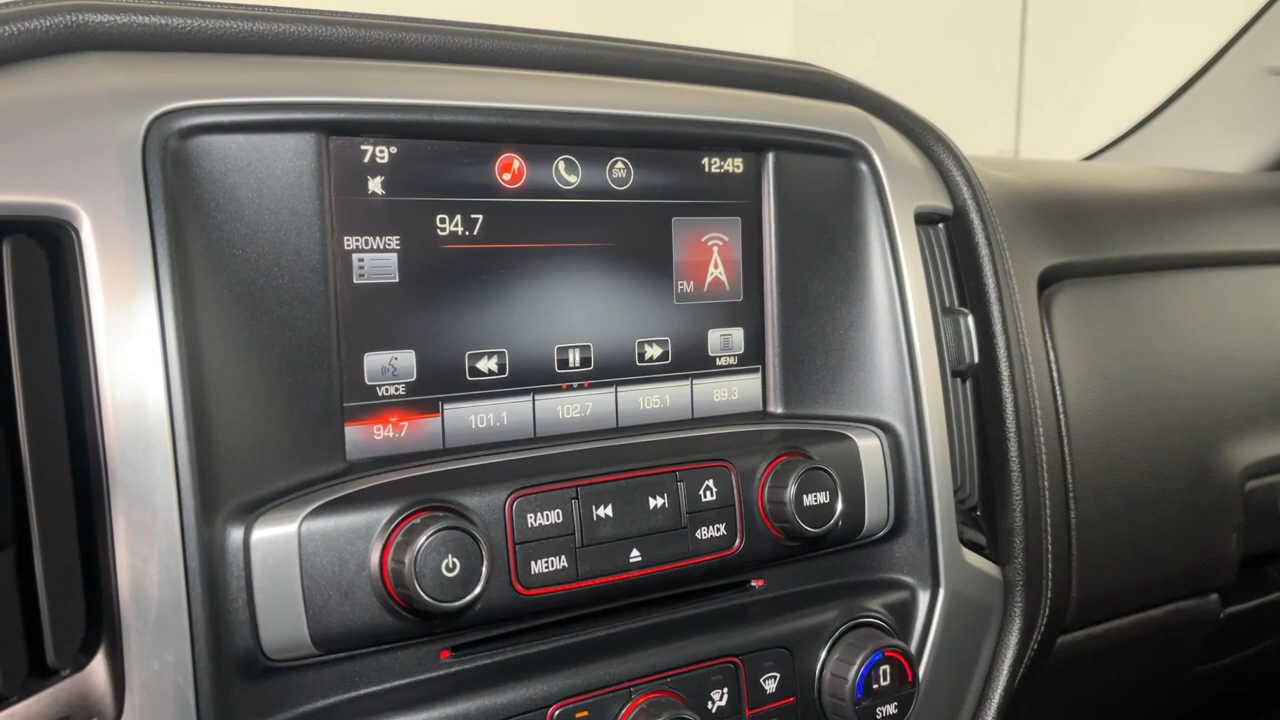 79°
SW
12:45
94.7
BROWSE
FM
VOICE
MENU
94.7
101.1
102.7
105.1
89.3
RADIO
MEDIA
BACK
MENU
SYNC